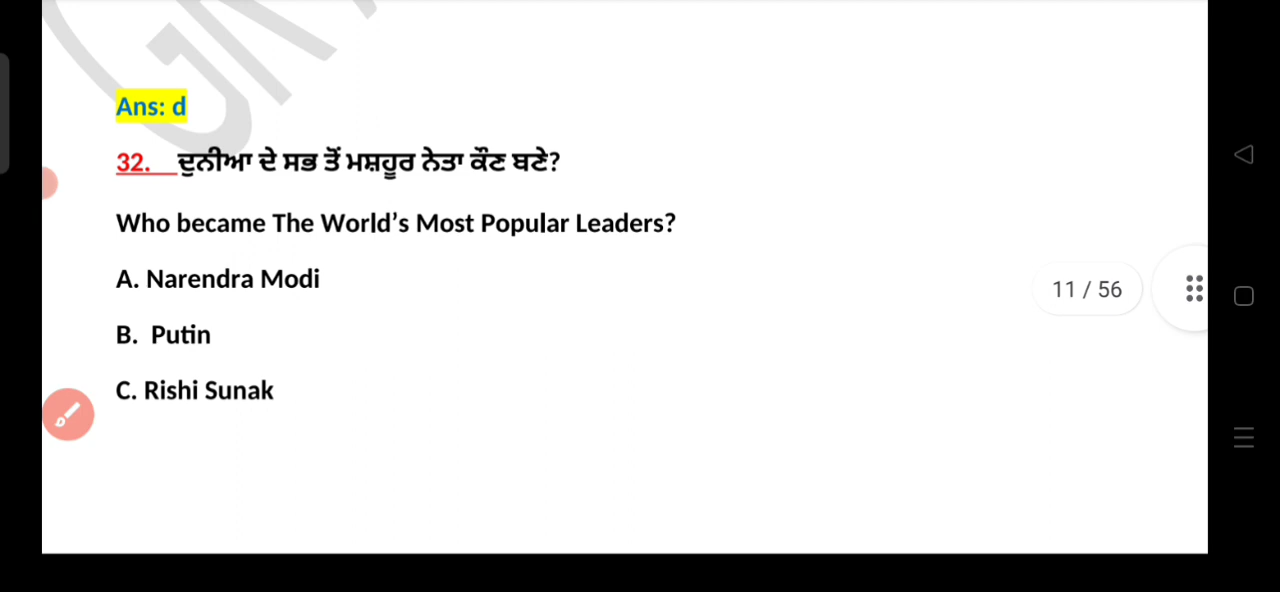 Ans: d
32. ਦੁਨੀਆ ਦੇ ਸਭ ਤੋਂ ਮਸ਼ਹੂਰ ਨੇਤਾ ਕੌਣ ਬਣੇ?
Who became The World’s Most Popular Leaders?
A. Narendra Modi
11 / 56
B. Putin
C. Rishi Sunak